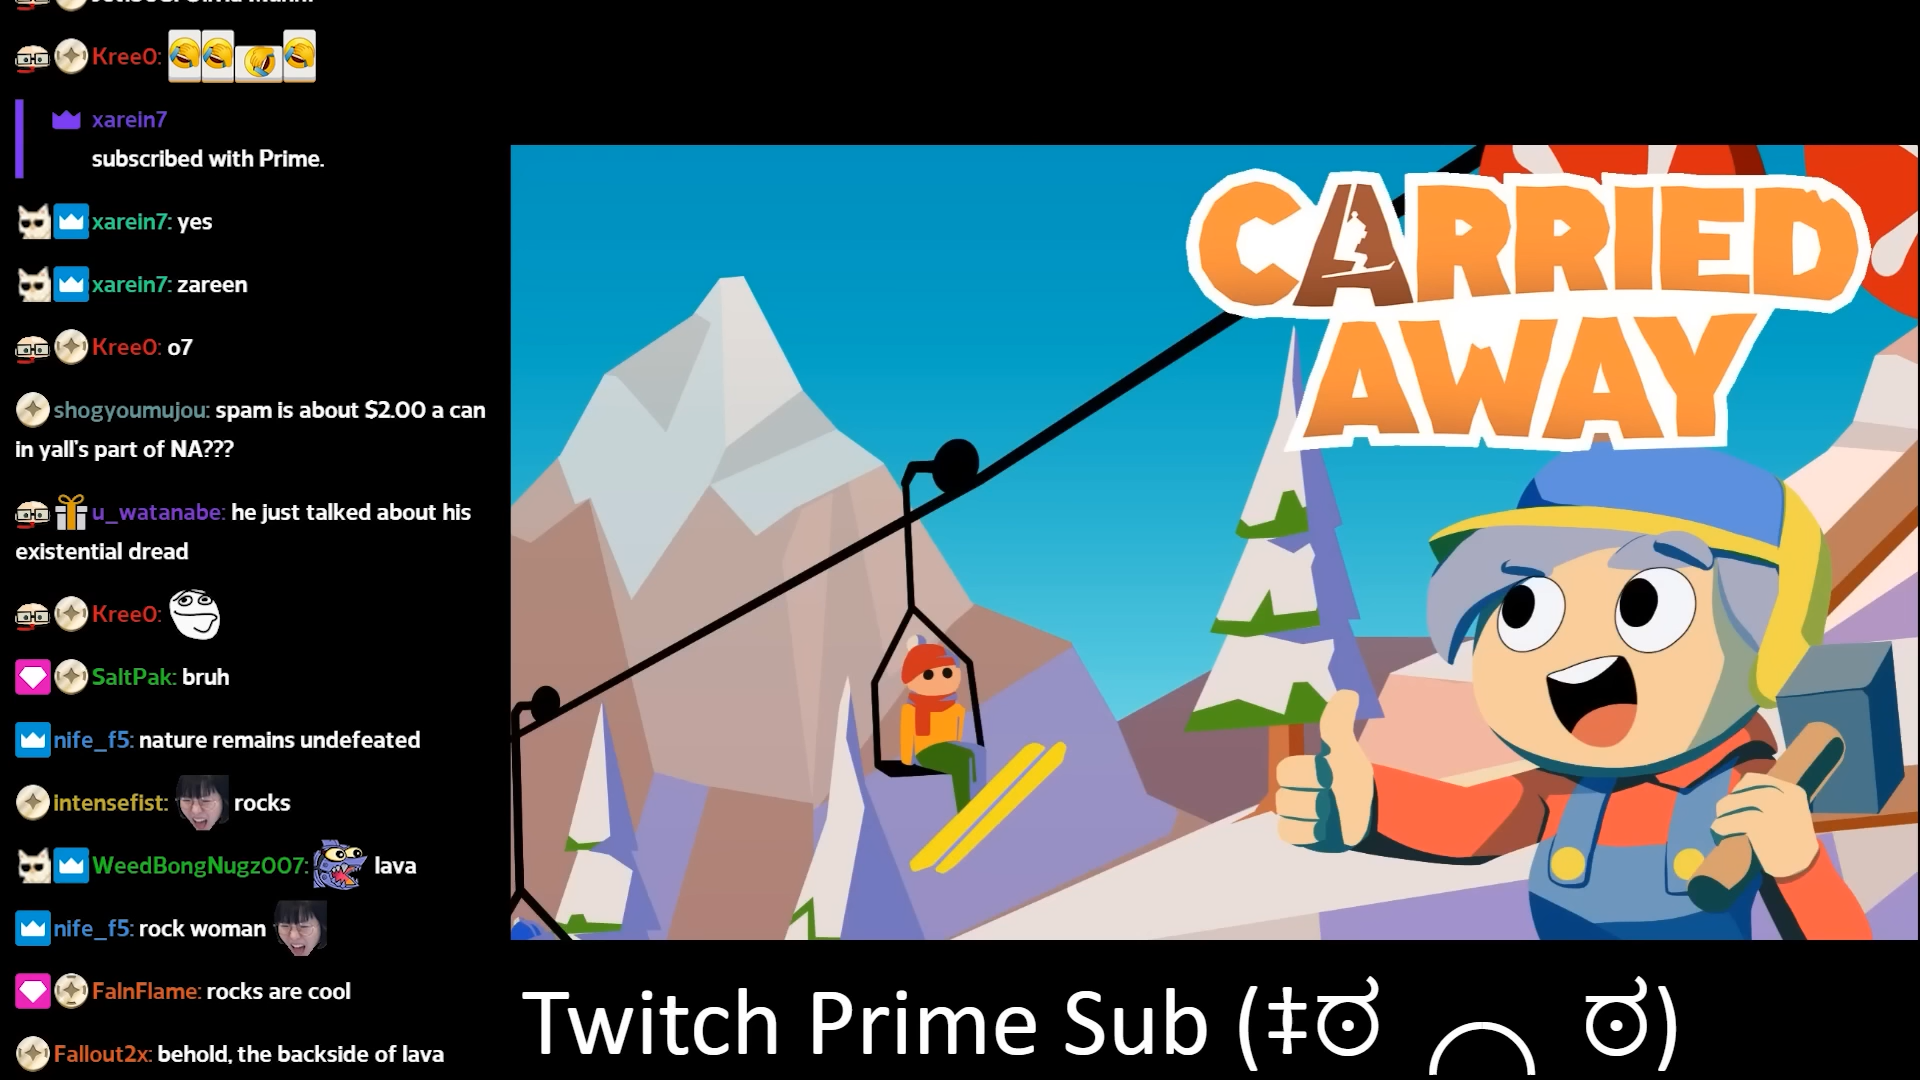 KreeO:
xarein7
subscribed with Prime.
xarein7: yes
xarein7: zareen
KreeO: o7
shogyoumujou: spam is about $2.00 a can
in yall's part of NA???
u_watanabe: he just talked about his
existential dread
KreeO:
SaltPak: bruh
nife_f5: nature remains undefeated
intensefist: rocks
WeedBongNugz007: lava
nife_f5: rock woman
FalnFlame: rocks are cool
Fallout2x: behold, the backside of lava
CARRIED
AWAY
Twitch Prime Sub (‡ಠ ⁔ ಠ)